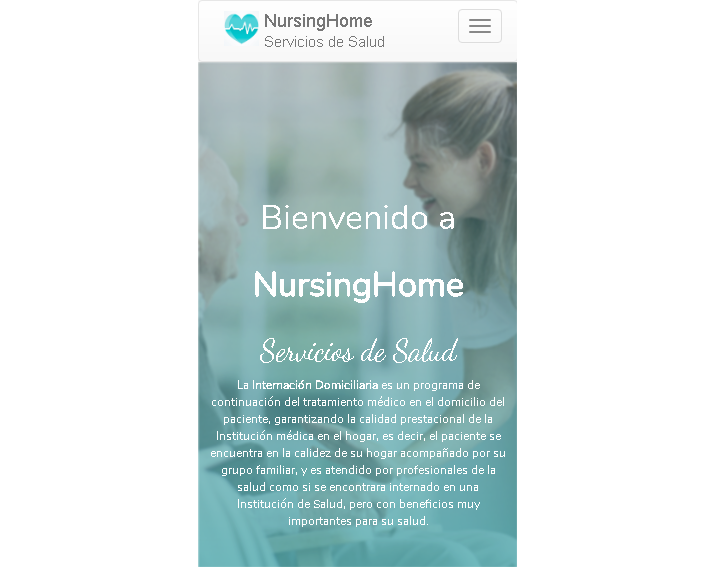 NursingHome
Servicios de Salud
Bienvenido a
NursingHome
Servicios de Salud
La Internación Domiciliaria es un programa de
continuación del tratamiento médico en el domicilio del
paciente, garantizando la calidad prestacional de la
Institución médica en el hogar, es decir, el paciente se
encuentra en la calidez de su hogar acompañado por su
grupo familiar, y es atendido por profesionales de la
salud como si se encontrara internado en una
Institución de Salud, pero con beneficios muy
importantes para su salud.